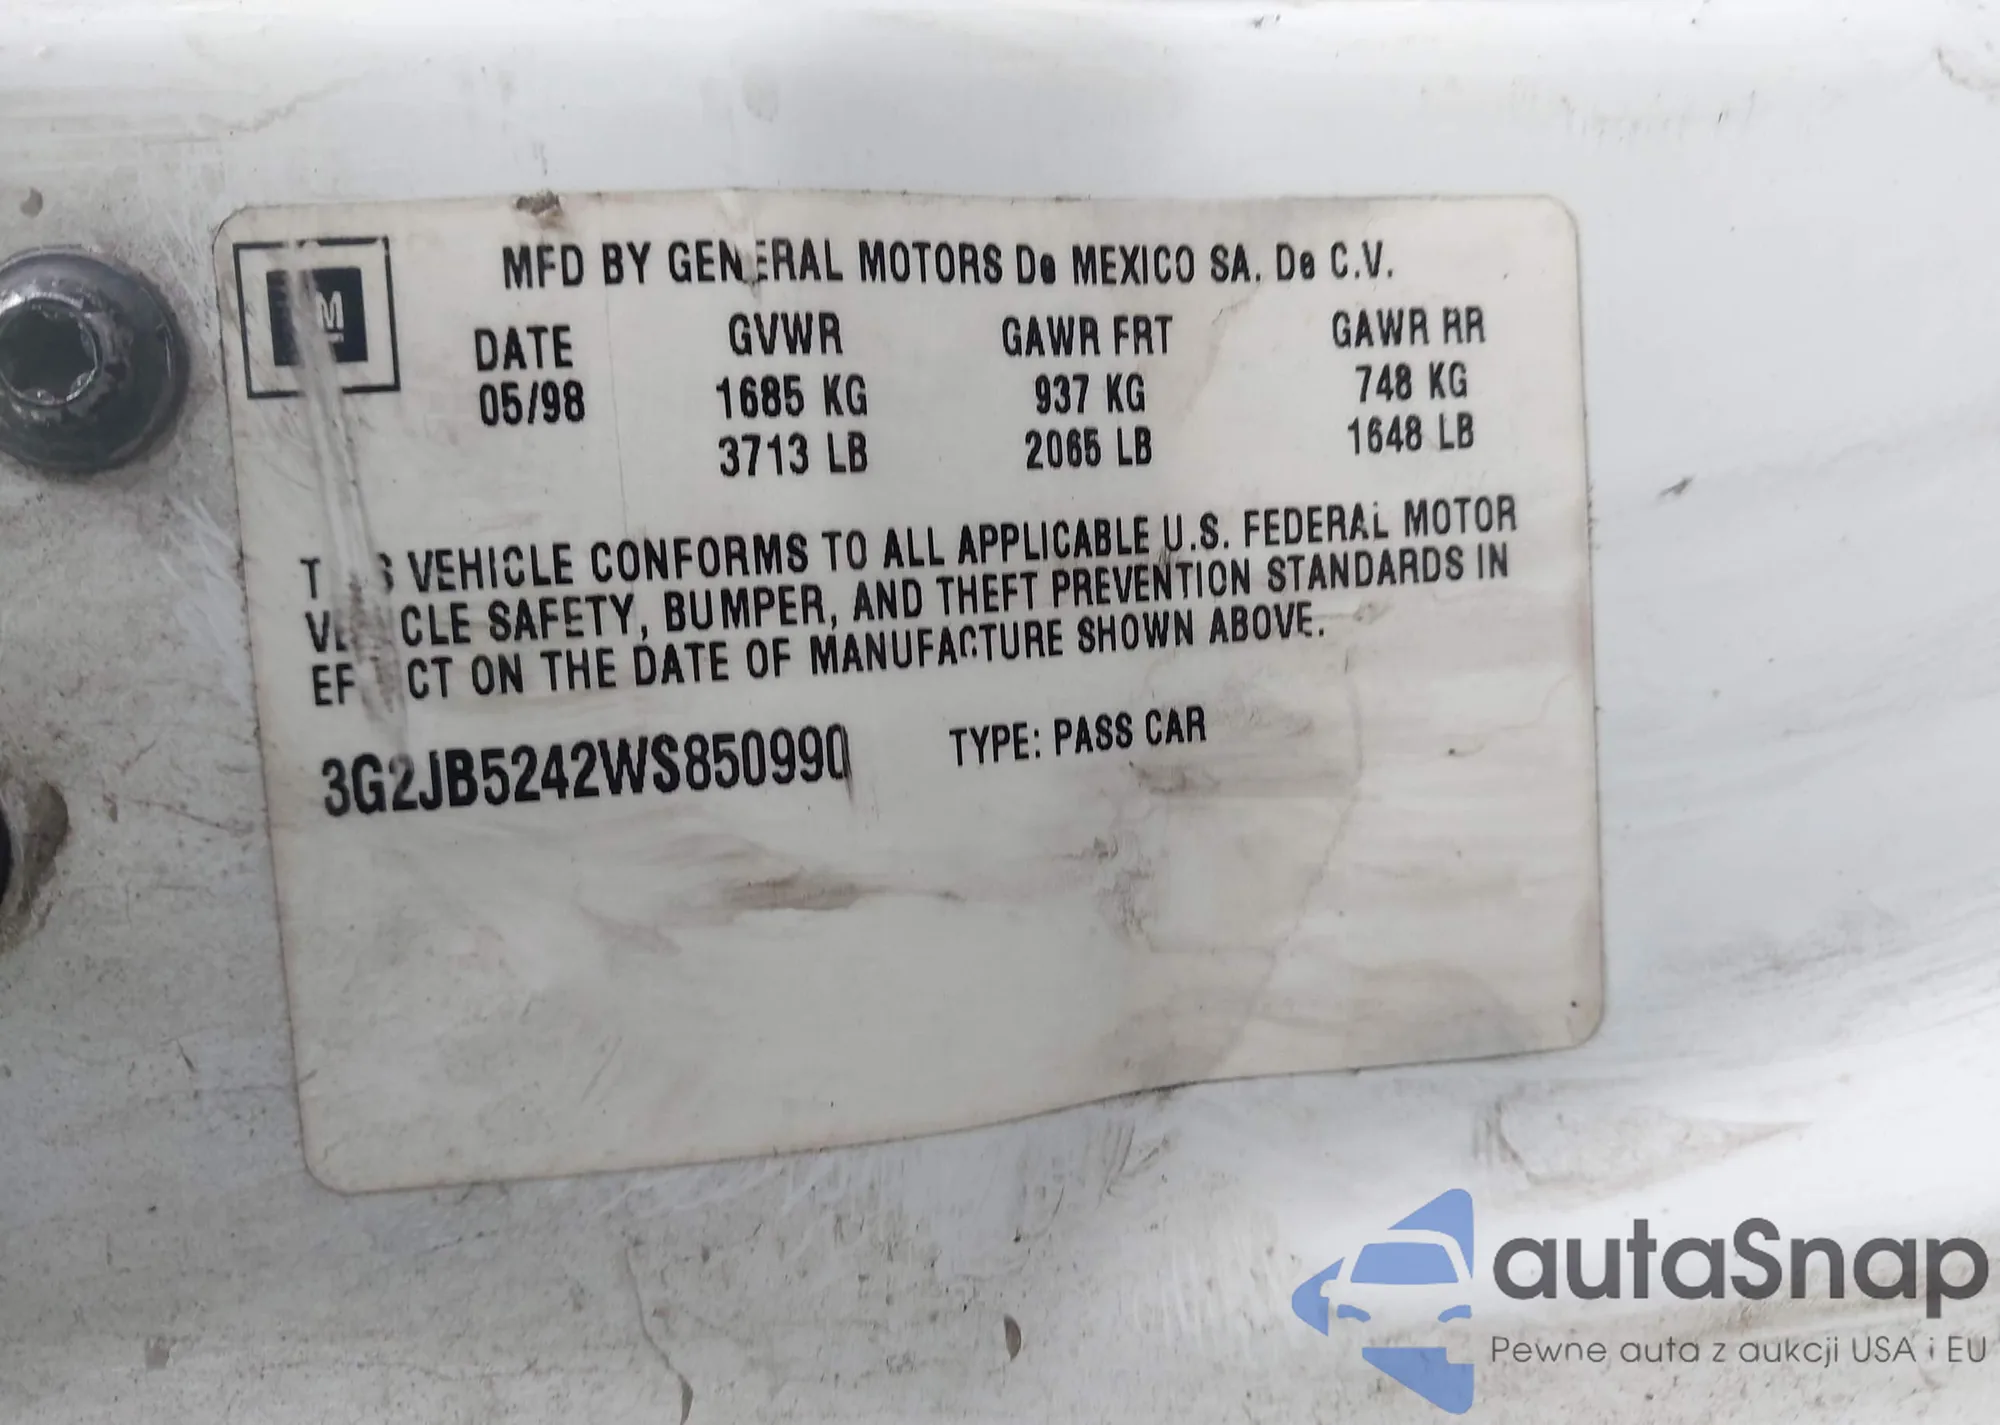 GM
MFD BY GENERAL MOTORS De MEXICO SA. De C.V.
DATE GVWR GAWR FRT GAWR RR
05/98 1685 KG 937 KG 748 KG
3713 LB 2065 LB 1648 LB
THIS VEHICLE CONFORMS TO ALL APPLICABLE U.S. FEDERAL MOTOR
VEHICLE SAFETY, BUMPER, AND THEFT PREVENTION STANDARDS IN
EFFECT ON THE DATE OF MANUFACTURE SHOWN ABOVE.
3G2JB5242WS850990 TYPE: PASS CAR
autaSnap
Pewne auta z aukcji USA i EU